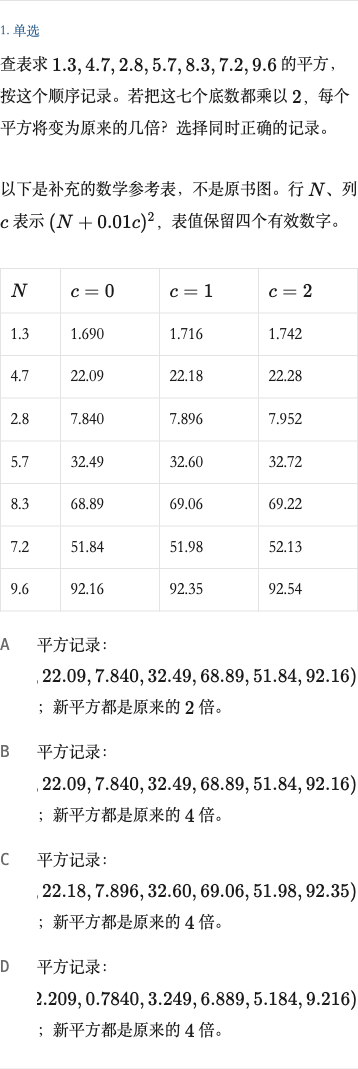 1. 单选
查表求 1.3, 4.7, 2.8, 5.7, 8.3, 7.2, 9.6 的平方，
按这个顺序记录。若把这七个底数都乘以 2，每个
平方将变为原来的几倍？选择同时正确的记录。
以下是补充的数学参考表，不是原书图。行 N、列
c 表示 (N + 0.01c)²，表值保留四个有效数字。
N c = 0 c = 1 c = 2
1.3 1.690 1.716 1.742
4.7 22.09 22.18 22.28
2.8 7.840 7.896 7.952
5.7 32.49 32.60 32.72
8.3 68.89 69.06 69.22
7.2 51.84 51.98 52.13
9.6 92.16 92.35 92.54
A 平方记录：
, 22.09, 7.840, 32.49, 68.89, 51.84, 92.16)
；新平方都是原来的 2 倍。
B 平方记录：
, 22.09, 7.840, 32.49, 68.89, 51.84, 92.16)
；新平方都是原来的 4 倍。
C 平方记录：
, 22.18, 7.896, 32.60, 69.06, 51.98, 92.35)
；新平方都是原来的 4 倍。
D 平方记录：
2.209, 0.7840, 3.249, 6.889, 5.184, 9.216)
；新平方都是原来的 4 倍。